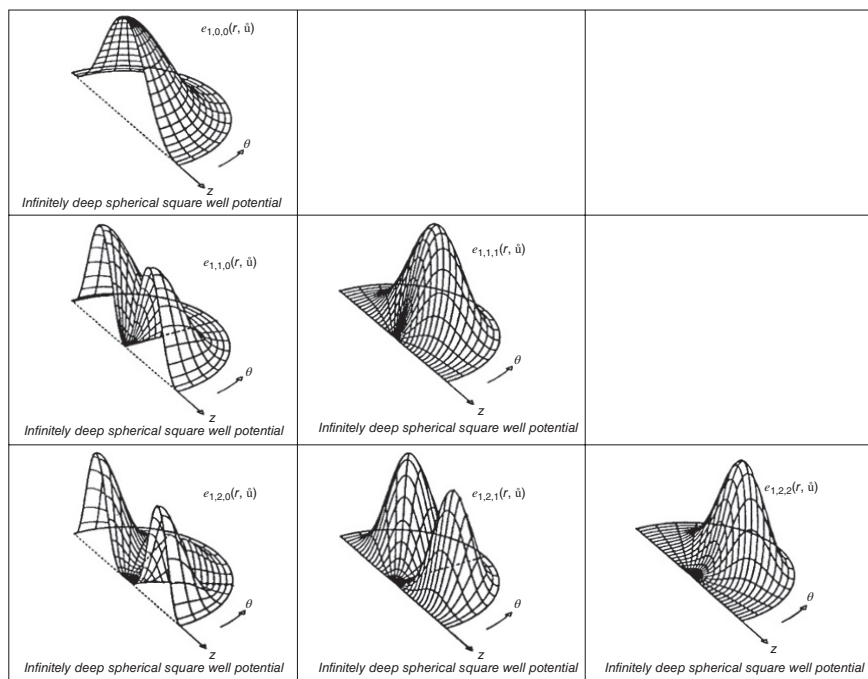 e1,0,0(r, û)
θ
z
Infinitely deep spherical square well potential
e1,1,0(r, û)
θ
z
Infinitely deep spherical square well potential
e1,1,1(r, û)
θ
z
Infinitely deep spherical square well potential
e1,2,0(r, û)
θ
z
Infinitely deep spherical square well potential
e1,2,1(r, û)
θ
z
Infinitely deep spherical square well potential
e1,2,2(r, û)
θ
z
Infinitely deep spherical square well potential